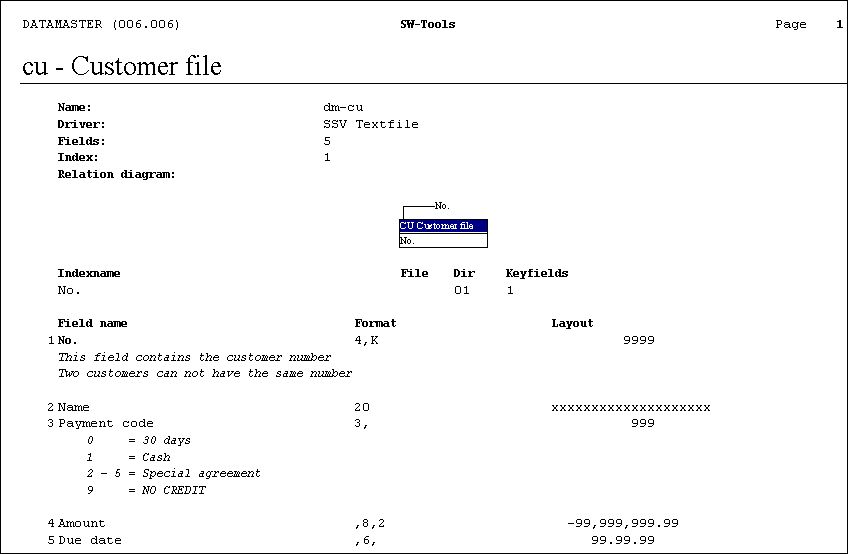 DATAMASTER (006.006) SW-Tools Page 1
cu - Customer file
Name: dm-cu
Driver: SSV Textfile
Fields: 5
Index: 1
Relation diagram:
No.
CU Customer file
No.
Indexname File Dir Keyfields
No. 01 1
Field name Format Layout
1 No. 4,K 9999
This field contains the customer number
Two customers can not have the same number
2 Name 20 xxxxxxxxxxxxxxxxxxxx
3 Payment code 3, 999
0 = 30 days
1 = Cash
2 - 5 = Special agreement
9 = NO CREDIT
4 Amount ,8,2 -99,999,999.99
5 Due date ,6, 99.99.99